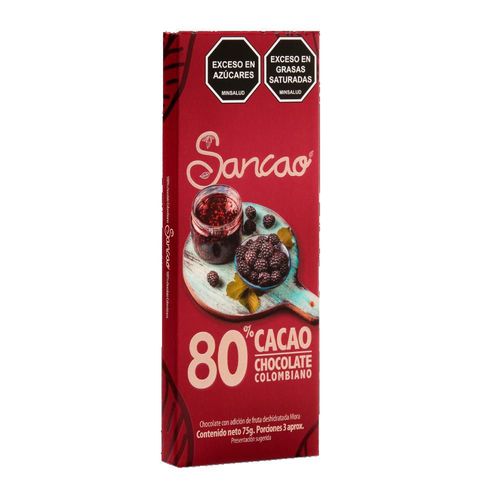 EXCESO EN
AZÚCARES
MINSALUD
EXCESO EN
GRASAS
SATURADAS
MINSALUD
Sancao
80% CACAO
CHOCOLATE
COLOMBIANO
Chocolate con adición de fruta deshidratada Mora
Contenido neto 75g. Porciones 3 aprox.
Presentación sugerida
Sancao